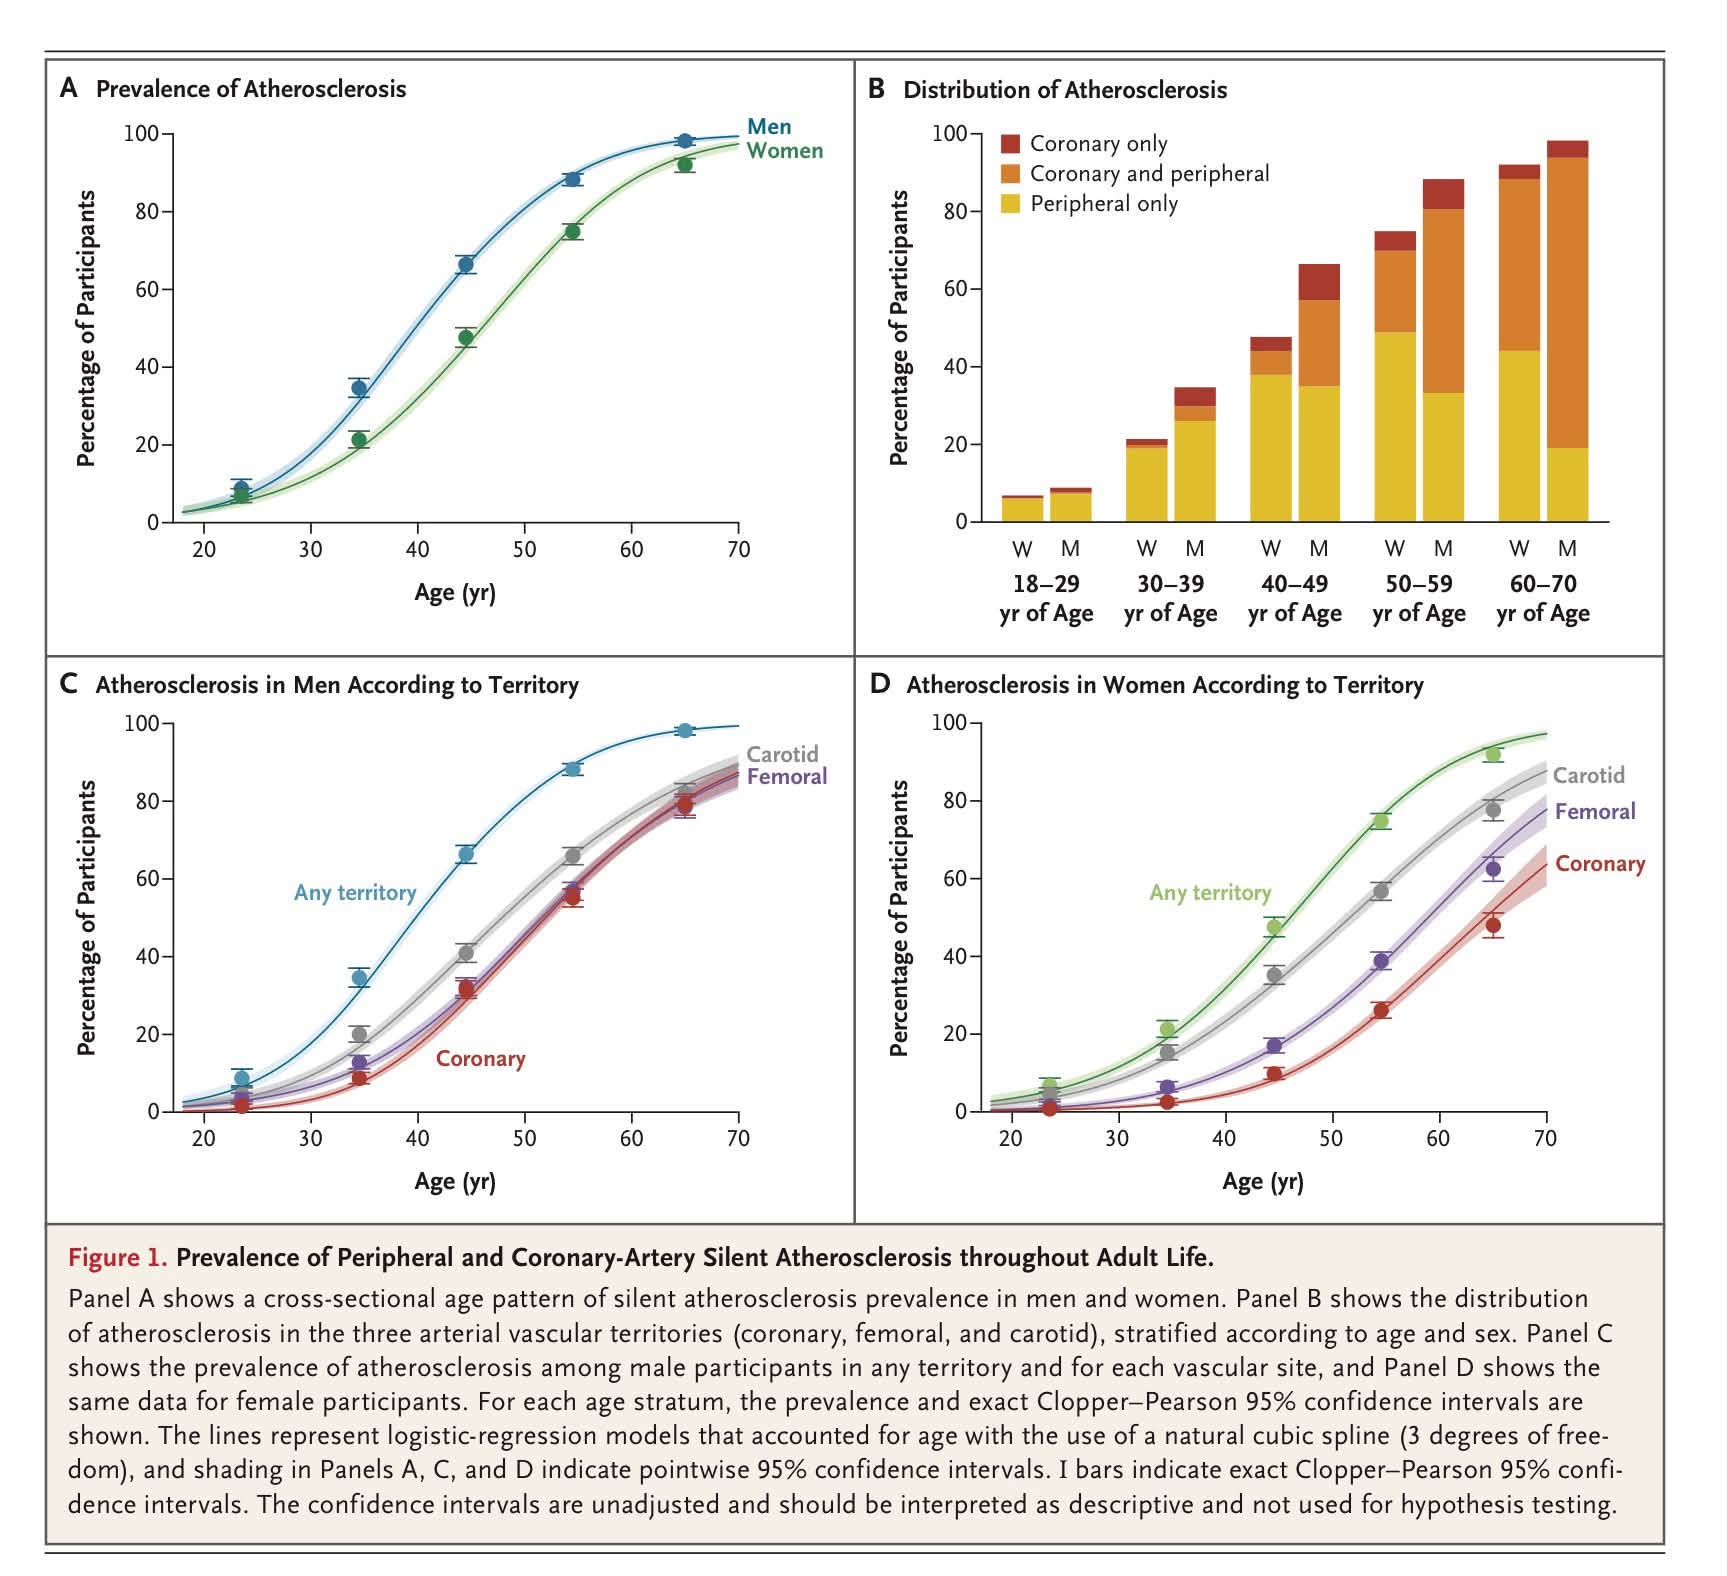 A Prevalence of Atherosclerosis
Percentage of Participants
100
80
60
40
20
0
Men
Women
20 30 40 50 60 70
Age (yr)
B Distribution of Atherosclerosis
Percentage of Participants
100
80
60
40
20
0
Coronary only
Coronary and peripheral
Peripheral only
W M W M W M W M W M
18–29 30–39 40–49 50–59 60–70
yr of Age yr of Age yr of Age yr of Age yr of Age
C Atherosclerosis in Men According to Territory
Percentage of Participants
100
80
60
40
20
0
Carotid
Femoral
Any territory
Coronary
20 30 40 50 60 70
Age (yr)
D Atherosclerosis in Women According to Territory
Percentage of Participants
100
80
60
40
20
0
Carotid
Femoral
Coronary
Any territory
20 30 40 50 60 70
Age (yr)
Figure 1. Prevalence of Peripheral and Coronary-Artery Silent Atherosclerosis throughout Adult Life.
Panel A shows a cross-sectional age pattern of silent atherosclerosis prevalence in men and women. Panel B shows the distribution
of atherosclerosis in the three arterial vascular territories (coronary, femoral, and carotid), stratified according to age and sex. Panel C
shows the prevalence of atherosclerosis among male participants in any territory and for each vascular site, and Panel D shows the
same data for female participants. For each age stratum, the prevalence and exact Clopper–Pearson 95% confidence intervals are
shown. The lines represent logistic-regression models that accounted for age with the use of a natural cubic spline (3 degrees of free-
dom), and shading in Panels A, C, and D indicate pointwise 95% confidence intervals. I bars indicate exact Clopper–Pearson 95% confi-
dence intervals. The confidence intervals are unadjusted and should be interpreted as descriptive and not used for hypothesis testing.